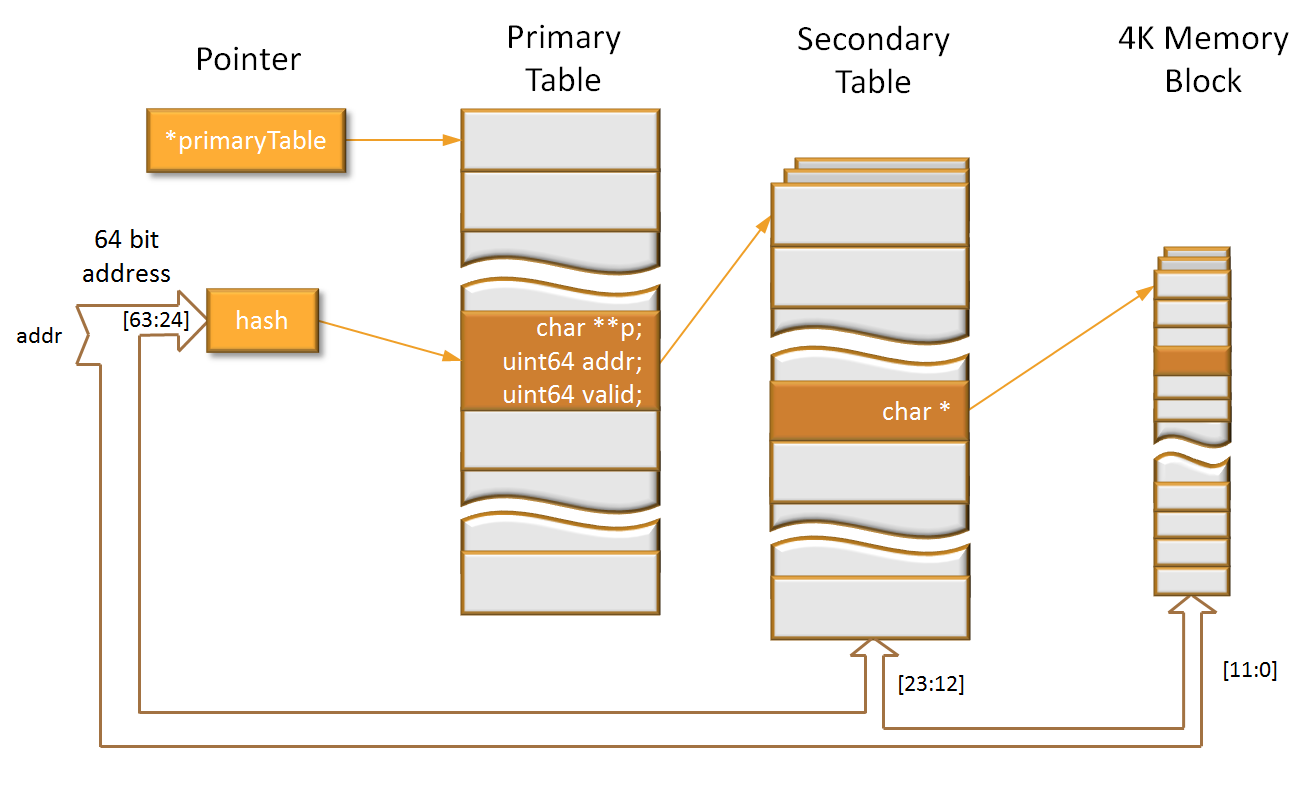 Pointer
Primary
Table
Secondary
Table
4K Memory
Block
*primaryTable
64 bit
address
addr
[63:24]
hash
char **p;
uint64 addr;
uint64 valid;
char *
[23:12]
[11:0]